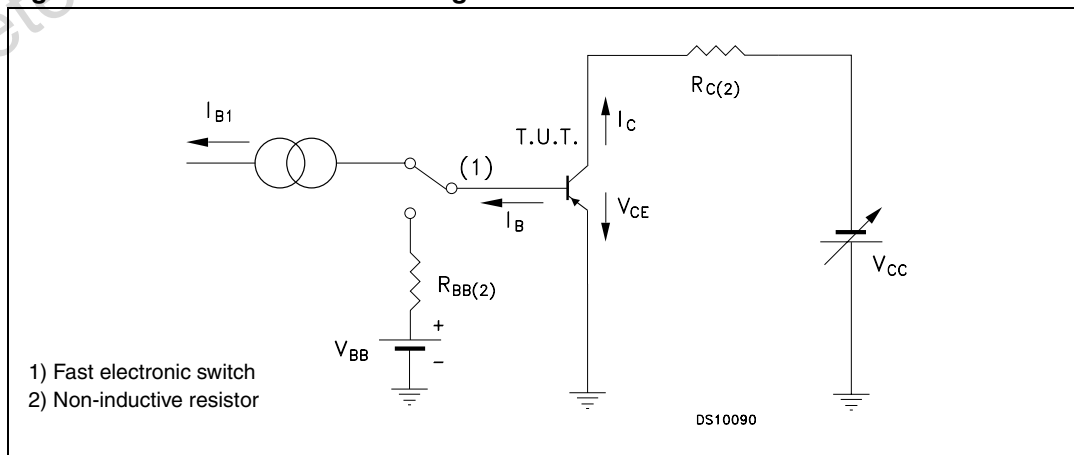 I_B1
T.U.T.
I_C
R_C(2)
(1)
I_B
V_CE
R_BB(2)
V_BB
+
–
V_CC
1) Fast electronic switch
2) Non-inductive resistor
DS10090